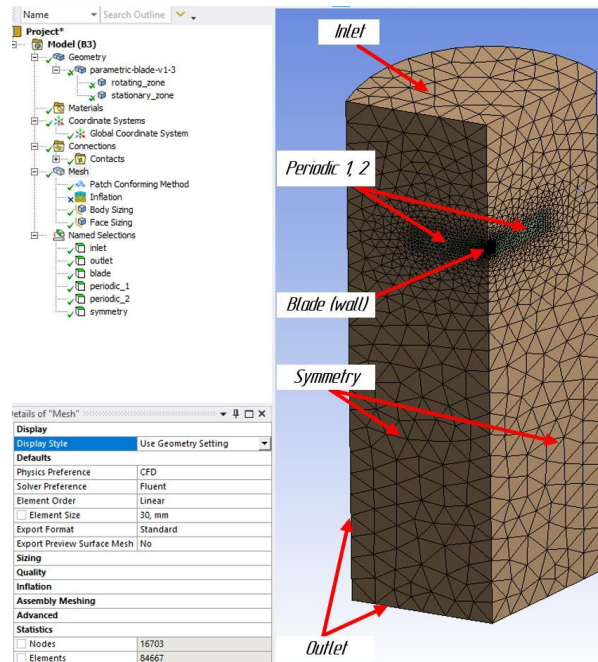 Name
Search Outline
Project*
Model (B3)
Geometry
parametric-blade-v1-3
rotating_zone
stationary_zone
Materials
Coordinate Systems
Global Coordinate System
Connections
Contacts
Mesh
Patch Conforming Method
Inflation
Body Sizing
Face Sizing
Named Selections
inlet
outlet
blade
periodic_1
periodic_2
symmetry
etails of "Mesh"
Display
Display Style Use Geometry Setting
Defaults
Physics Preference CFD
Solver Preference Fluent
Element Order Linear
Element Size 30, mm
Export Format Standard
Export Preview Surface Mesh No
Sizing
Quality
Inflation
Assembly Meshing
Advanced
Statistics
Nodes 16703
Elements 84667
Inlet
Periodic 1, 2
Blade (wall)
Symmetry
Outlet